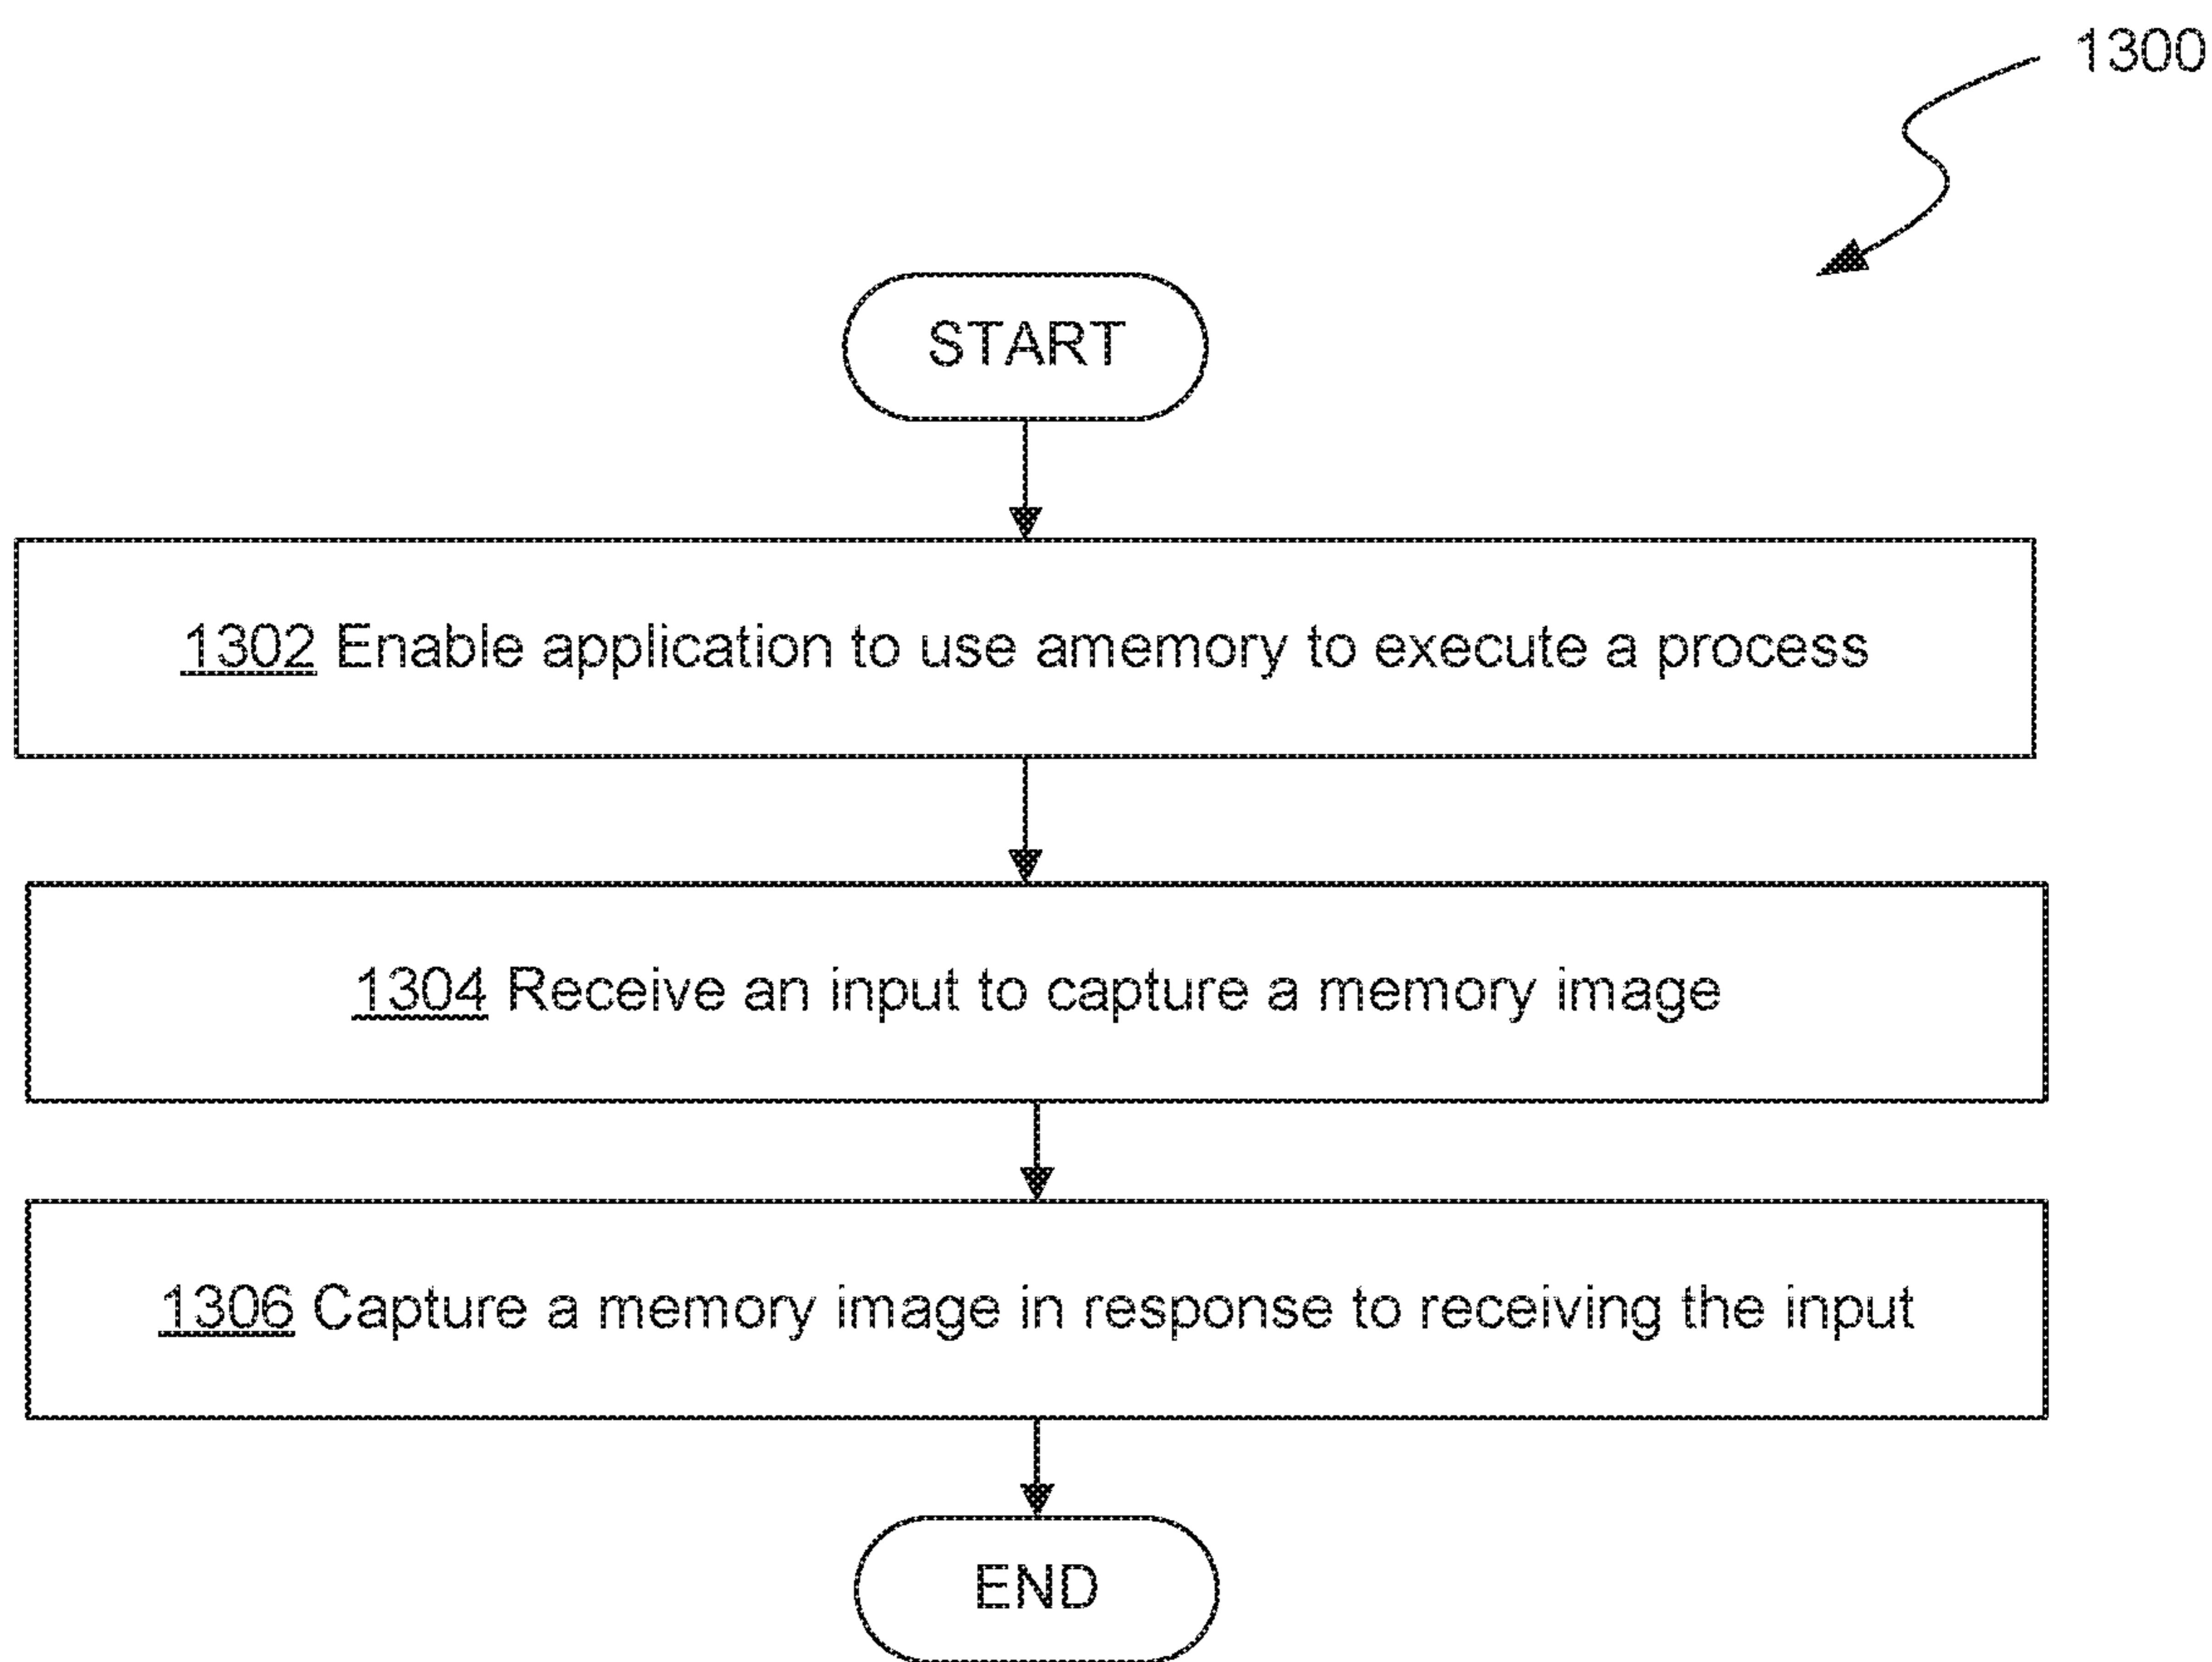 1300
START
1302 Enable application to use amemory to execute a process
1304 Receive an input to capture a memory image
1306 Capture a memory image in response to receiving the input
END